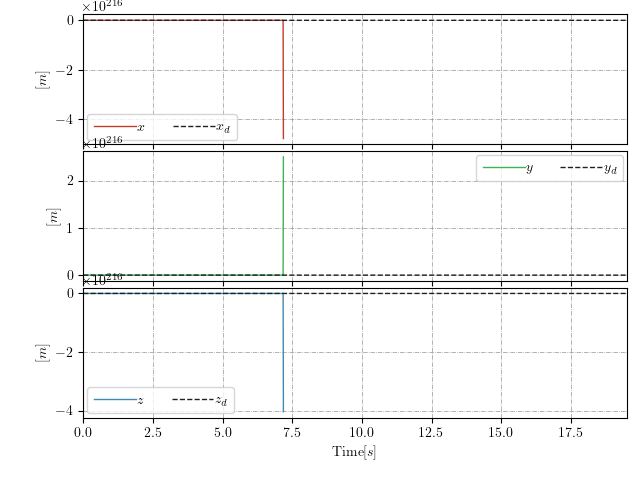 ×10^216
0
−2
−4
[m]
x x_d
×10^216
2
1
0
[m]
y y_d
×10^216
0
−2
−4
[m]
z z_d
0.0 2.5 5.0 7.5 10.0 12.5 15.0 17.5
Time[s]